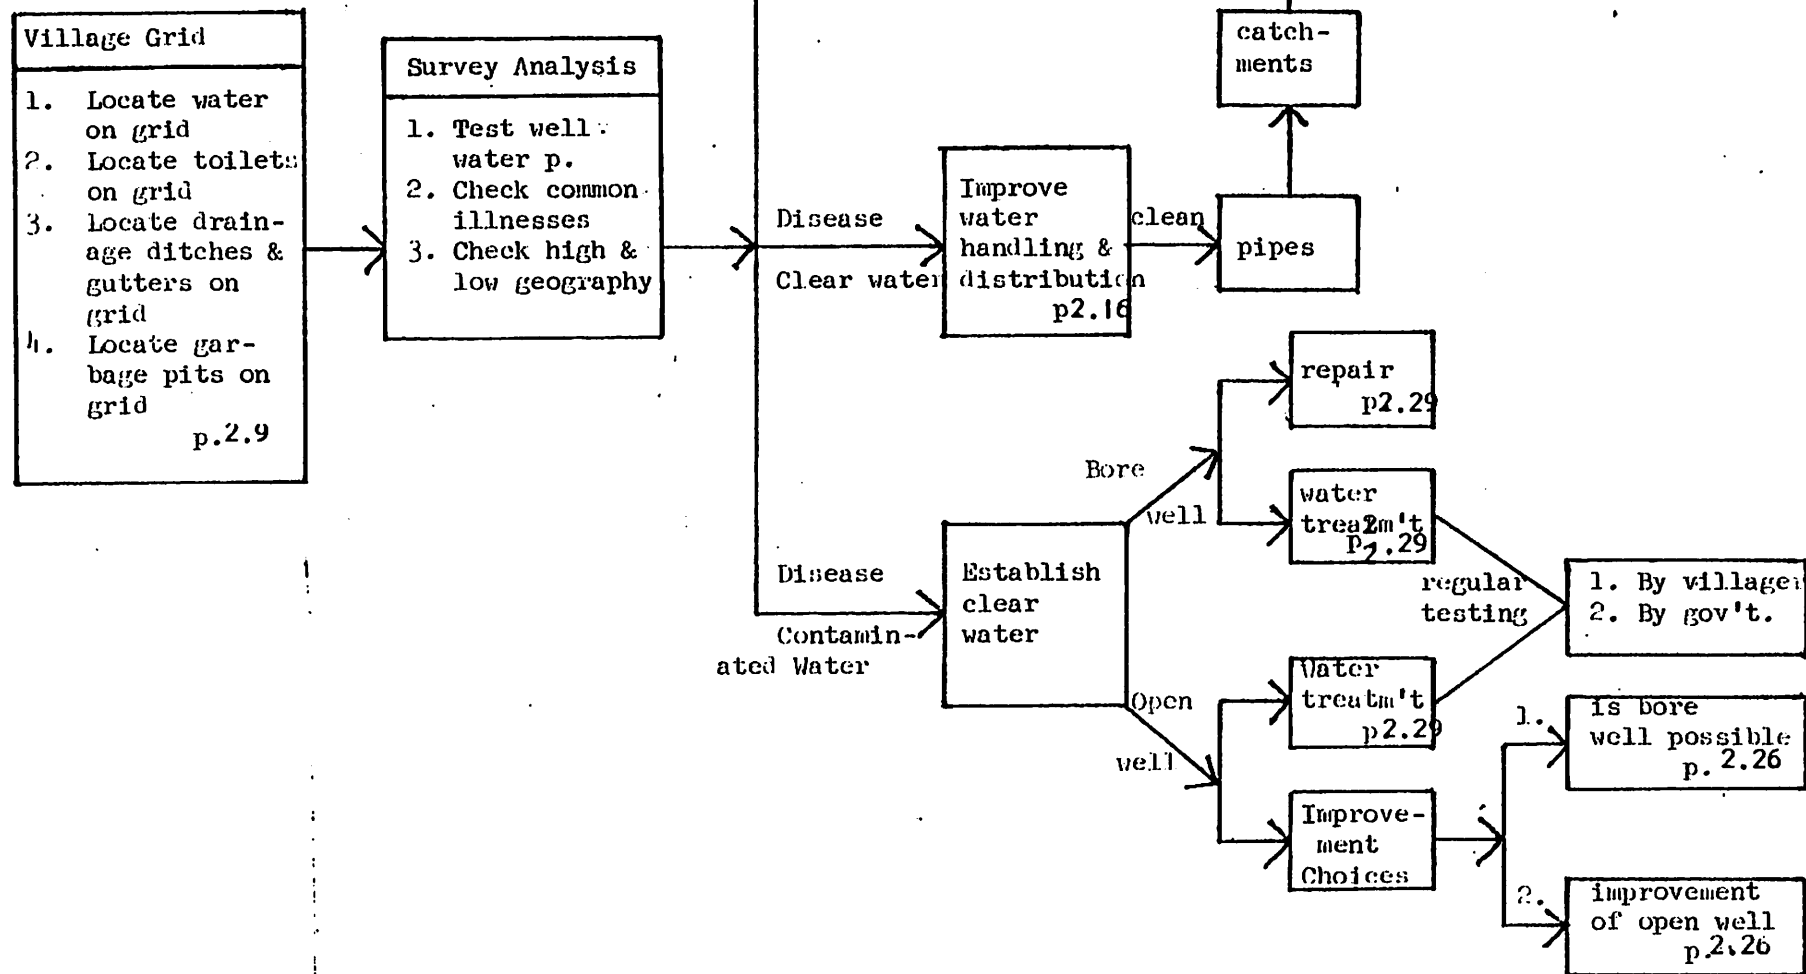 Village Grid
1. Locate water
on grid
2. Locate toilets
on grid
3. Locate drain-
age ditches &
gutters on
grid
4. Locate gar-
bage pits on
grid
p.2.9
Survey Analysis
1. Test well
water p.
2. Check common
illnesses
3. Check high &
low geography
Disease
Clear water
Improve
water
handling &
distribution
p2.16
clean
pipes
catch-
ments
Disease
Contamin-
ated Water
Establish
clear
water
Bore
well
repair
p2.29
water
treatm't
p2.29
Open
well
Water
treatm't
p2.29
regular
testing
1. By villager
2. By gov't.
Improve-
ment
Choices
1.
is bore
well possible
p. 2.26
2.
improvement
of open well
p.2.26